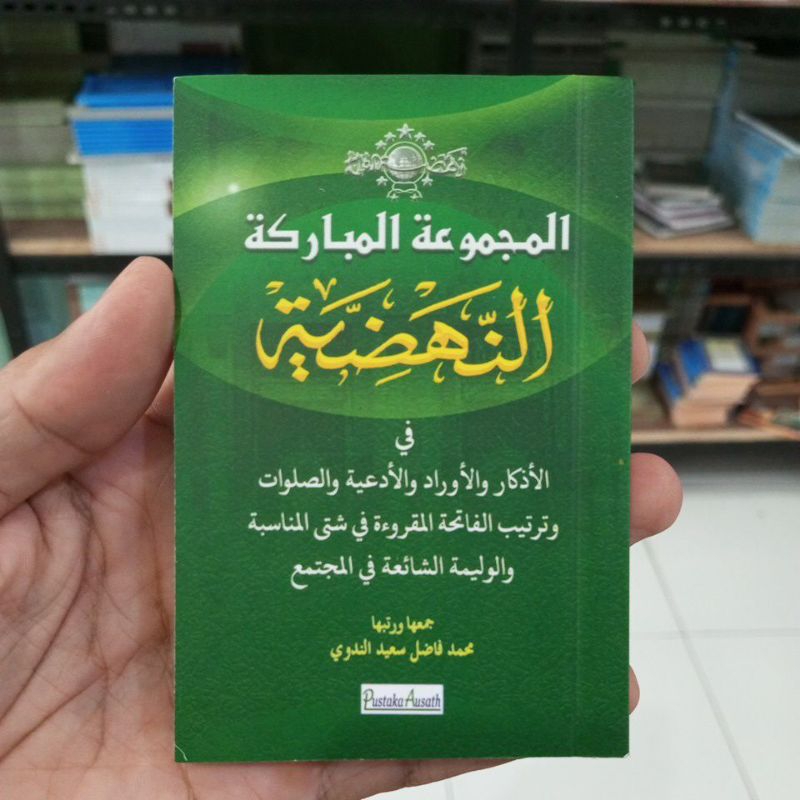 المجموعة المباركة
النَّهَضِيَّة
في
الأذكار والأوراد والأدعية والصلوات
وترتيب الفاتحة المقروءة في شتى المناسبة
والوليمة الشائعة في المجتمع
جمعها ورتبها
محمد فاضل سعيد الندوي
Pustaka Ausath